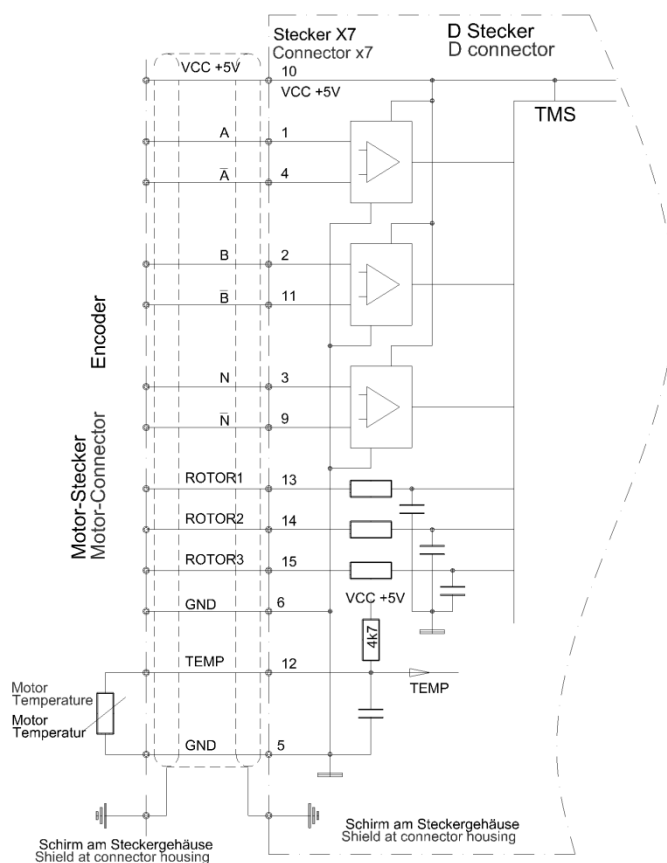 Stecker X7
Connector x7
D Stecker
D connector
VCC +5V
10
VCC +5V
TMS
A
1
A̅
4
B
2
B̅
11
Encoder
N
3
N̅
9
Motor-Stecker
Motor-Connector
ROTOR1
13
ROTOR2
14
ROTOR3
15
VCC +5V
GND
6
4k7
TEMP
12
TEMP
Motor
Temperature
Motor
Temperatur
GND
5
Schirm am Steckergehäuse
Shield at connector housing
Schirm am Steckergehäuse
Shield at connector housing